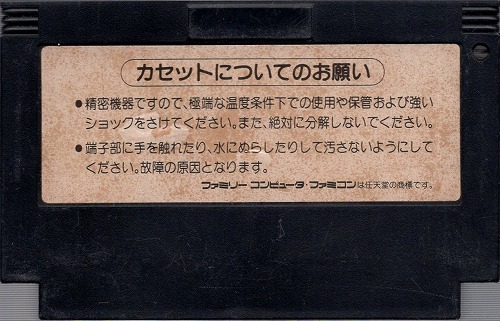 カセットについてのお願い
●精密機器ですので、極端な温度条件下での使用や保管および強い
ショックをさけてください。また、絶対に分解しないでください。
●端子部に手を触れたり、水にぬらしたりして汚さないようにして
ください。故障の原因となります。
ファミリー コンピュータ・ファミコンは任天堂の商標です。